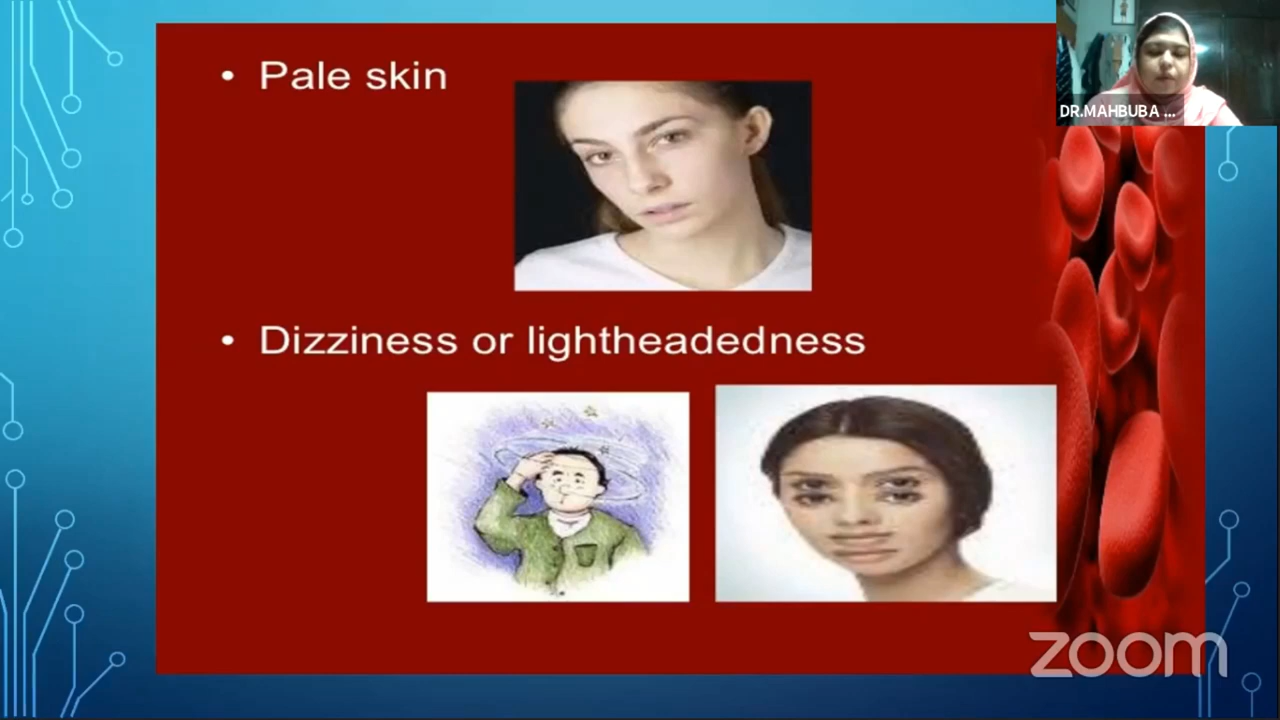 • Pale skin
DR.MAHBUBA ...
• Dizziness or lightheadedness
zoom